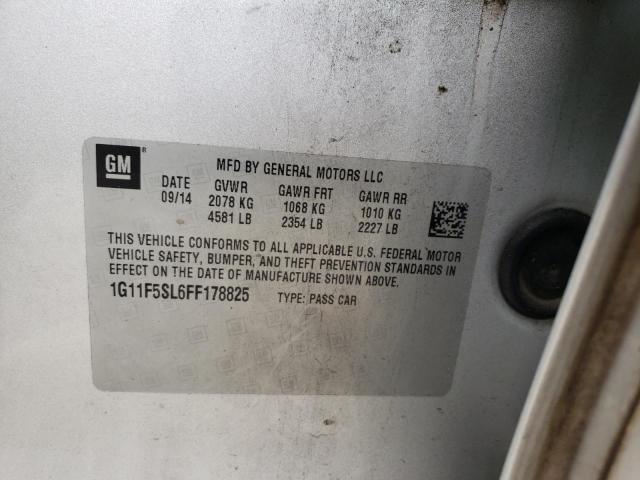 GM ®
MFD BY GENERAL MOTORS LLC
DATE GVWR GAWR FRT GAWR RR
09/14 2078 KG 1068 KG 1010 KG
4581 LB 2354 LB 2227 LB
THIS VEHICLE CONFORMS TO ALL APPLICABLE U.S. FEDERAL MOTOR
VEHICLE SAFETY, BUMPER, AND THEFT PREVENTION STANDARDS IN
EFFECT ON THE DATE OF MANUFACTURE SHOWN ABOVE.
1G11F5SL6FF178825 TYPE: PASS CAR